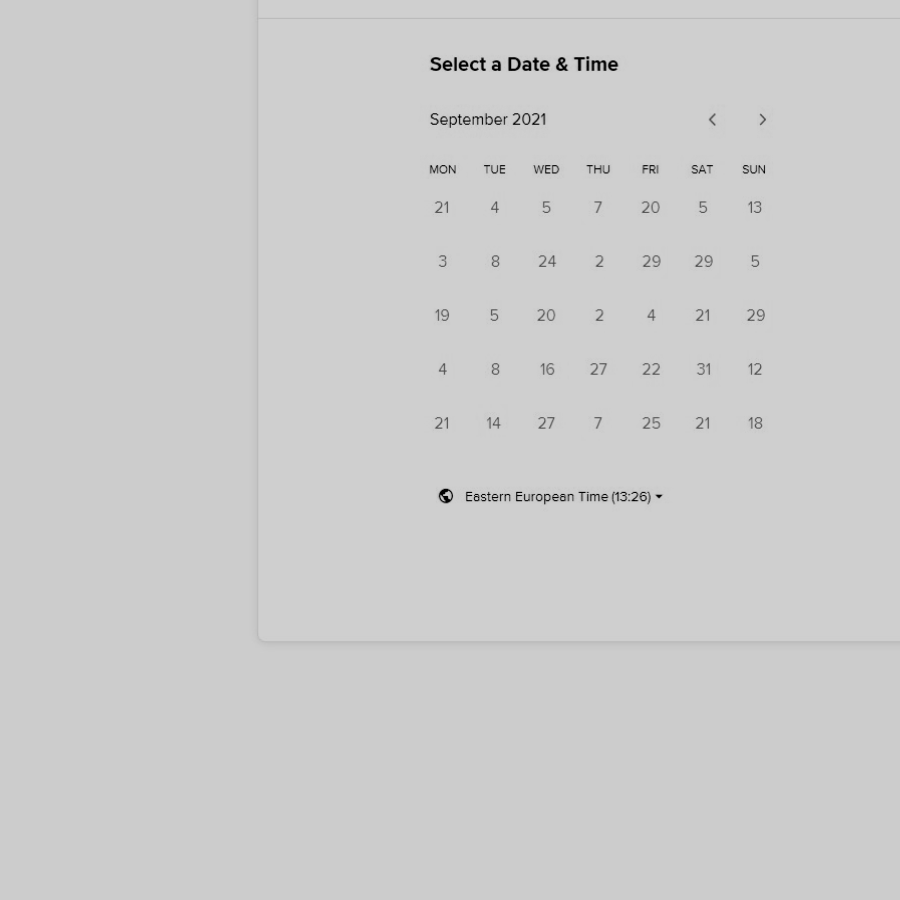 Select a Date & Time
September 2021
MON TUE WED THU FRI SAT SUN
21 4 5 7 20 5 13
3 8 24 2 29 29 5
19 5 20 2 4 21 29
4 8 16 27 22 31 12
21 14 27 7 25 21 18
Eastern European Time (13:26)